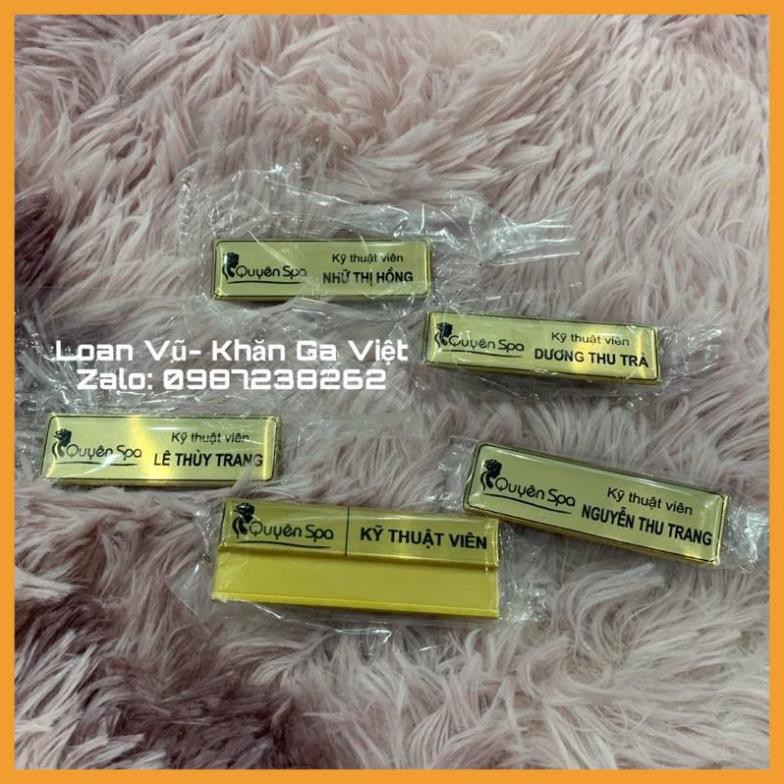 Quyên Spa
Kỹ thuật viên
NHỮ THỊ HỒNG
Quyên Spa
Kỹ thuật viên
DƯƠNG THU TRÀ
Loan Vũ- Khăn Ga Việt
Zalo: 0987238262
Quyên Spa
Kỹ thuật viên
LÊ THÙY TRANG
Quyên Spa
Kỹ thuật viên
NGUYỄN THU TRANG
Quyên Spa
KỸ THUẬT VIÊN